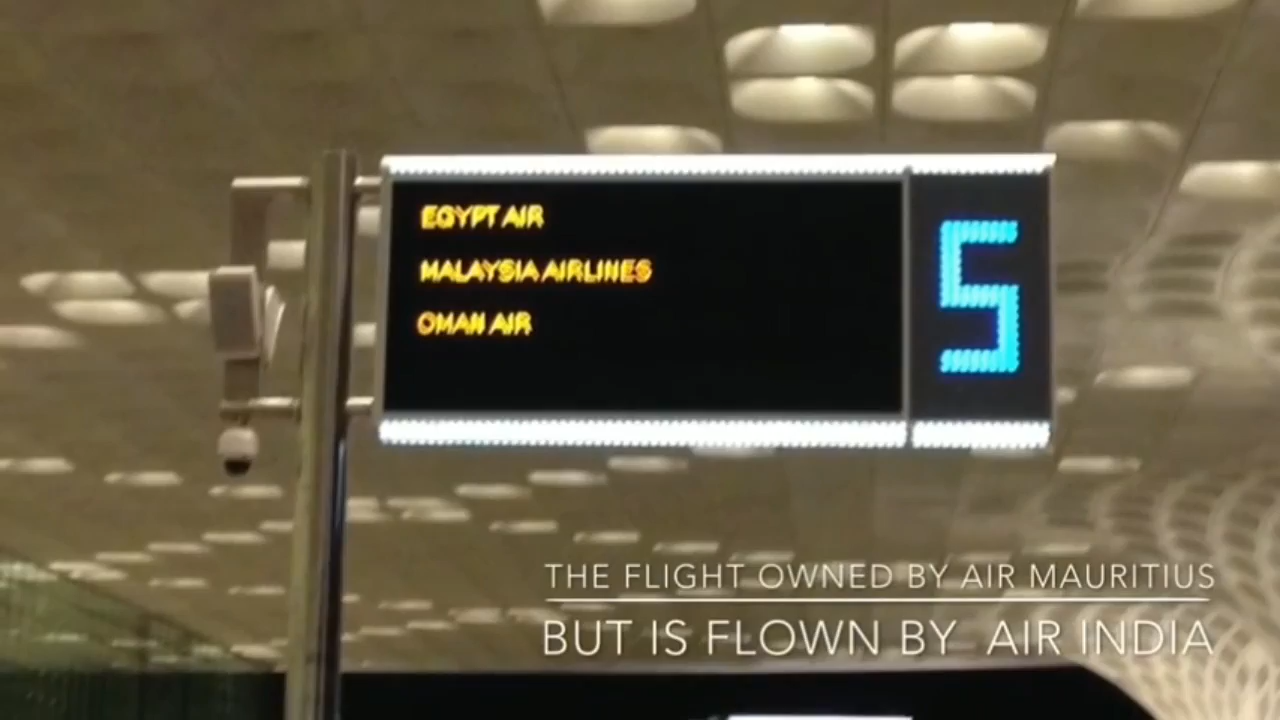 EGYPT AIR
MALAYSIA AIRLINES
OMAN AIR
5
THE FLIGHT OWNED BY AIR MAURITIUS
BUT IS FLOWN BY AIR INDIA